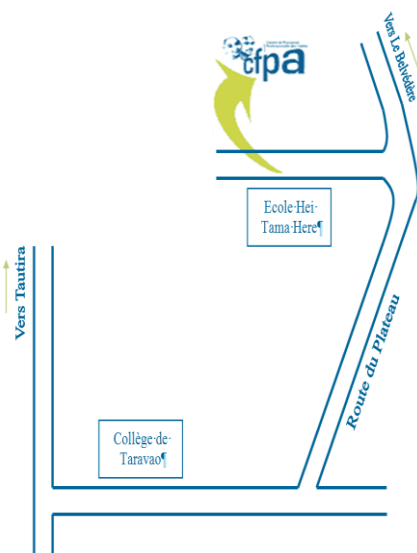 cfpa
Vers Le Belvédère
Ecole·Hei·
Tama·Here¶
Vers Tautira
Route du Plateau
Collège·de·
Taravao¶